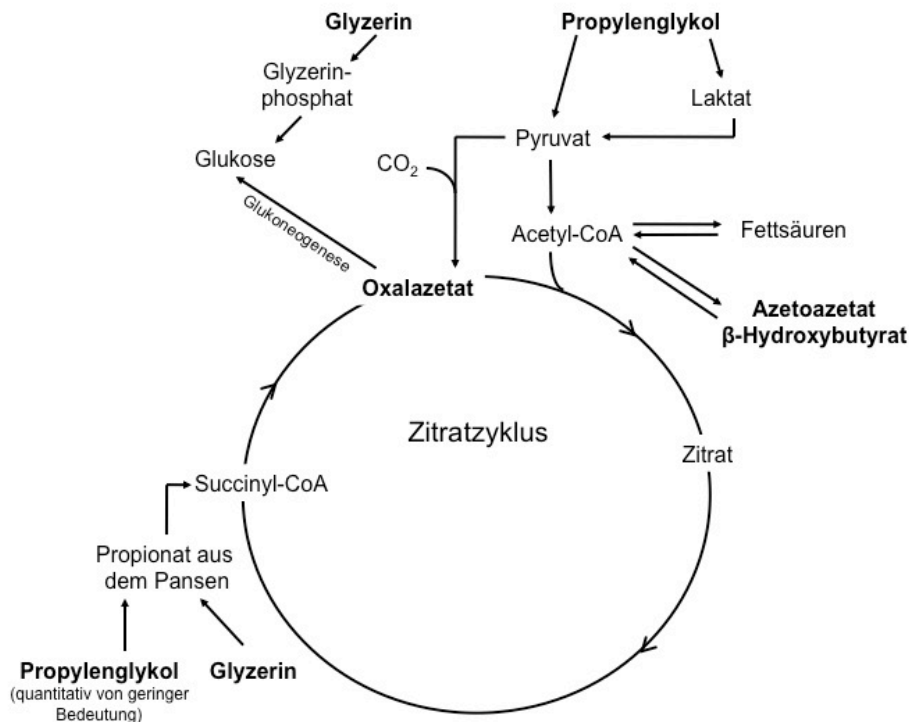 Glyzerin
Propylenglykol
Glyzerin-
phosphat
Laktat
Glukose
CO₂
Pyruvat
Glukoneogenese
Acetyl-CoA
Fettsäuren
Oxalazetat
Azetoazetat
β-Hydroxybutyrat
Zitratzyklus
Zitrat
Succinyl-CoA
Propionat aus
dem Pansen
Propylenglykol
(quantitativ von geringer
Bedeutung)
Glyzerin